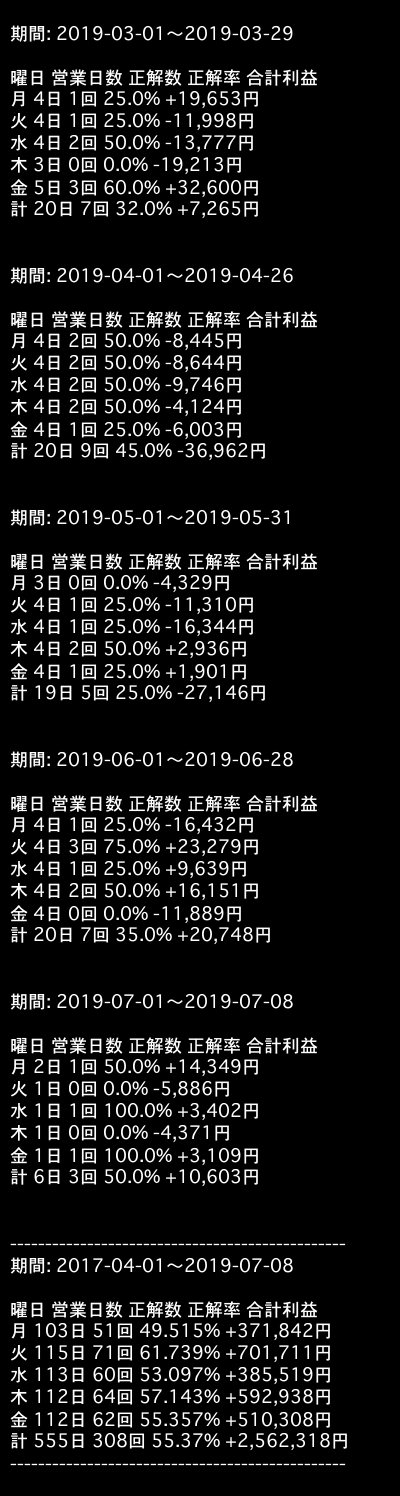 期間: 2019-03-01〜2019-03-29
曜日 営業日数 正解数 正解率 合計利益
月 4日 1回 25.0% +19,653円
火 4日 1回 25.0% -11,998円
水 4日 2回 50.0% -13,777円
木 3日 0回 0.0% -19,213円
金 5日 3回 60.0% +32,600円
計 20日 7回 32.0% +7,265円
期間: 2019-04-01〜2019-04-26
曜日 営業日数 正解数 正解率 合計利益
月 4日 2回 50.0% -8,445円
火 4日 2回 50.0% -8,644円
水 4日 2回 50.0% -9,746円
木 4日 2回 50.0% -4,124円
金 4日 1回 25.0% -6,003円
計 20日 9回 45.0% -36,962円
期間: 2019-05-01〜2019-05-31
曜日 営業日数 正解数 正解率 合計利益
月 3日 0回 0.0% -4,329円
火 4日 1回 25.0% -11,310円
水 4日 1回 25.0% -16,344円
木 4日 2回 50.0% +2,936円
金 4日 1回 25.0% +1,901円
計 19日 5回 25.0% -27,146円
期間: 2019-06-01〜2019-06-28
曜日 営業日数 正解数 正解率 合計利益
月 4日 1回 25.0% -16,432円
火 4日 3回 75.0% +23,279円
水 4日 1回 25.0% +9,639円
木 4日 2回 50.0% +16,151円
金 4日 0回 0.0% -11,889円
計 20日 7回 35.0% +20,748円
期間: 2019-07-01〜2019-07-08
曜日 営業日数 正解数 正解率 合計利益
月 2日 1回 50.0% +14,349円
火 1日 0回 0.0% -5,886円
水 1日 1回 100.0% +3,402円
木 1日 0回 0.0% -4,371円
金 1日 1回 100.0% +3,109円
計 6日 3回 50.0% +10,603円
------------------------------------------------
期間: 2017-04-01〜2019-07-08
曜日 営業日数 正解数 正解率 合計利益
月 103日 51回 49.515% +371,842円
火 115日 71回 61.739% +701,711円
水 113日 60回 53.097% +385,519円
木 112日 64回 57.143% +592,938円
金 112日 62回 55.357% +510,308円
計 555日 308回 55.37% +2,562,318円
------------------------------------------------